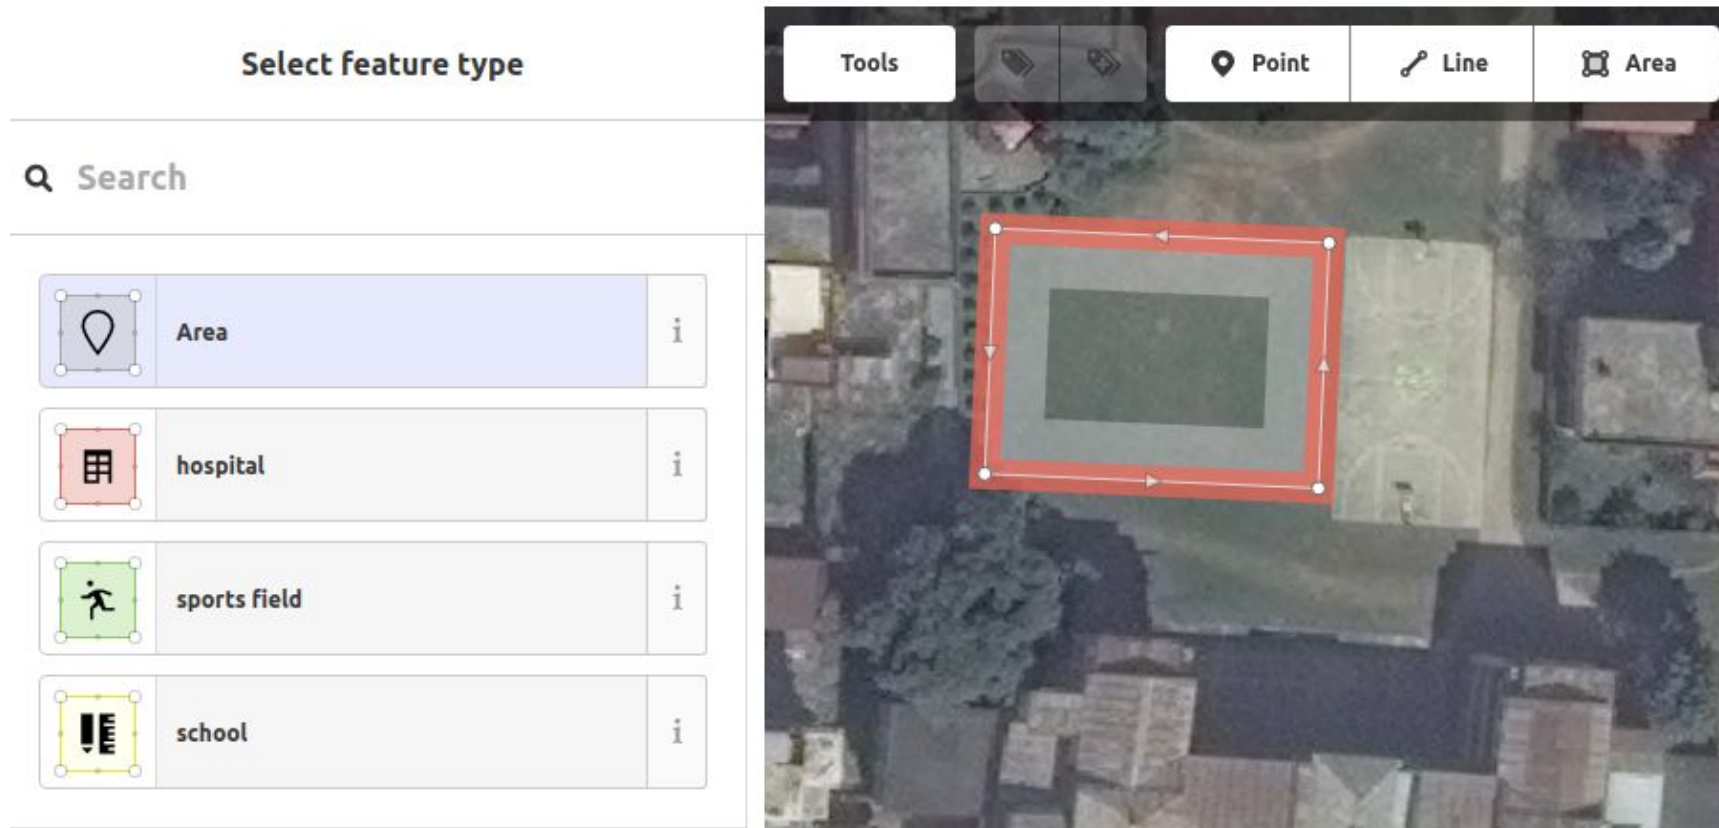 Select feature type
Search
Area
i
hospital
i
sports field
i
school
i
Tools
Point
Line
Area